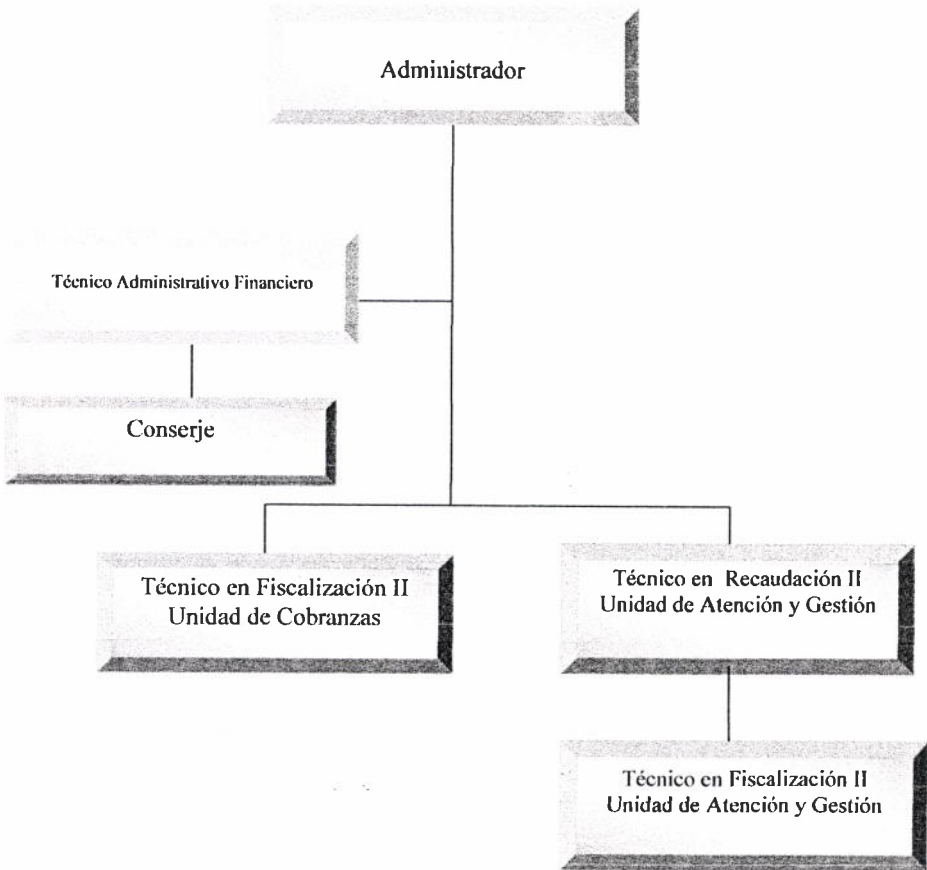 Administrador
Técnico Administrativo Financiero
Conserje
Técnico en Fiscalización II
Unidad de Cobranzas
Técnico en Recaudación II
Unidad de Atención y Gestión
Técnico en Fiscalización II
Unidad de Atención y Gestión